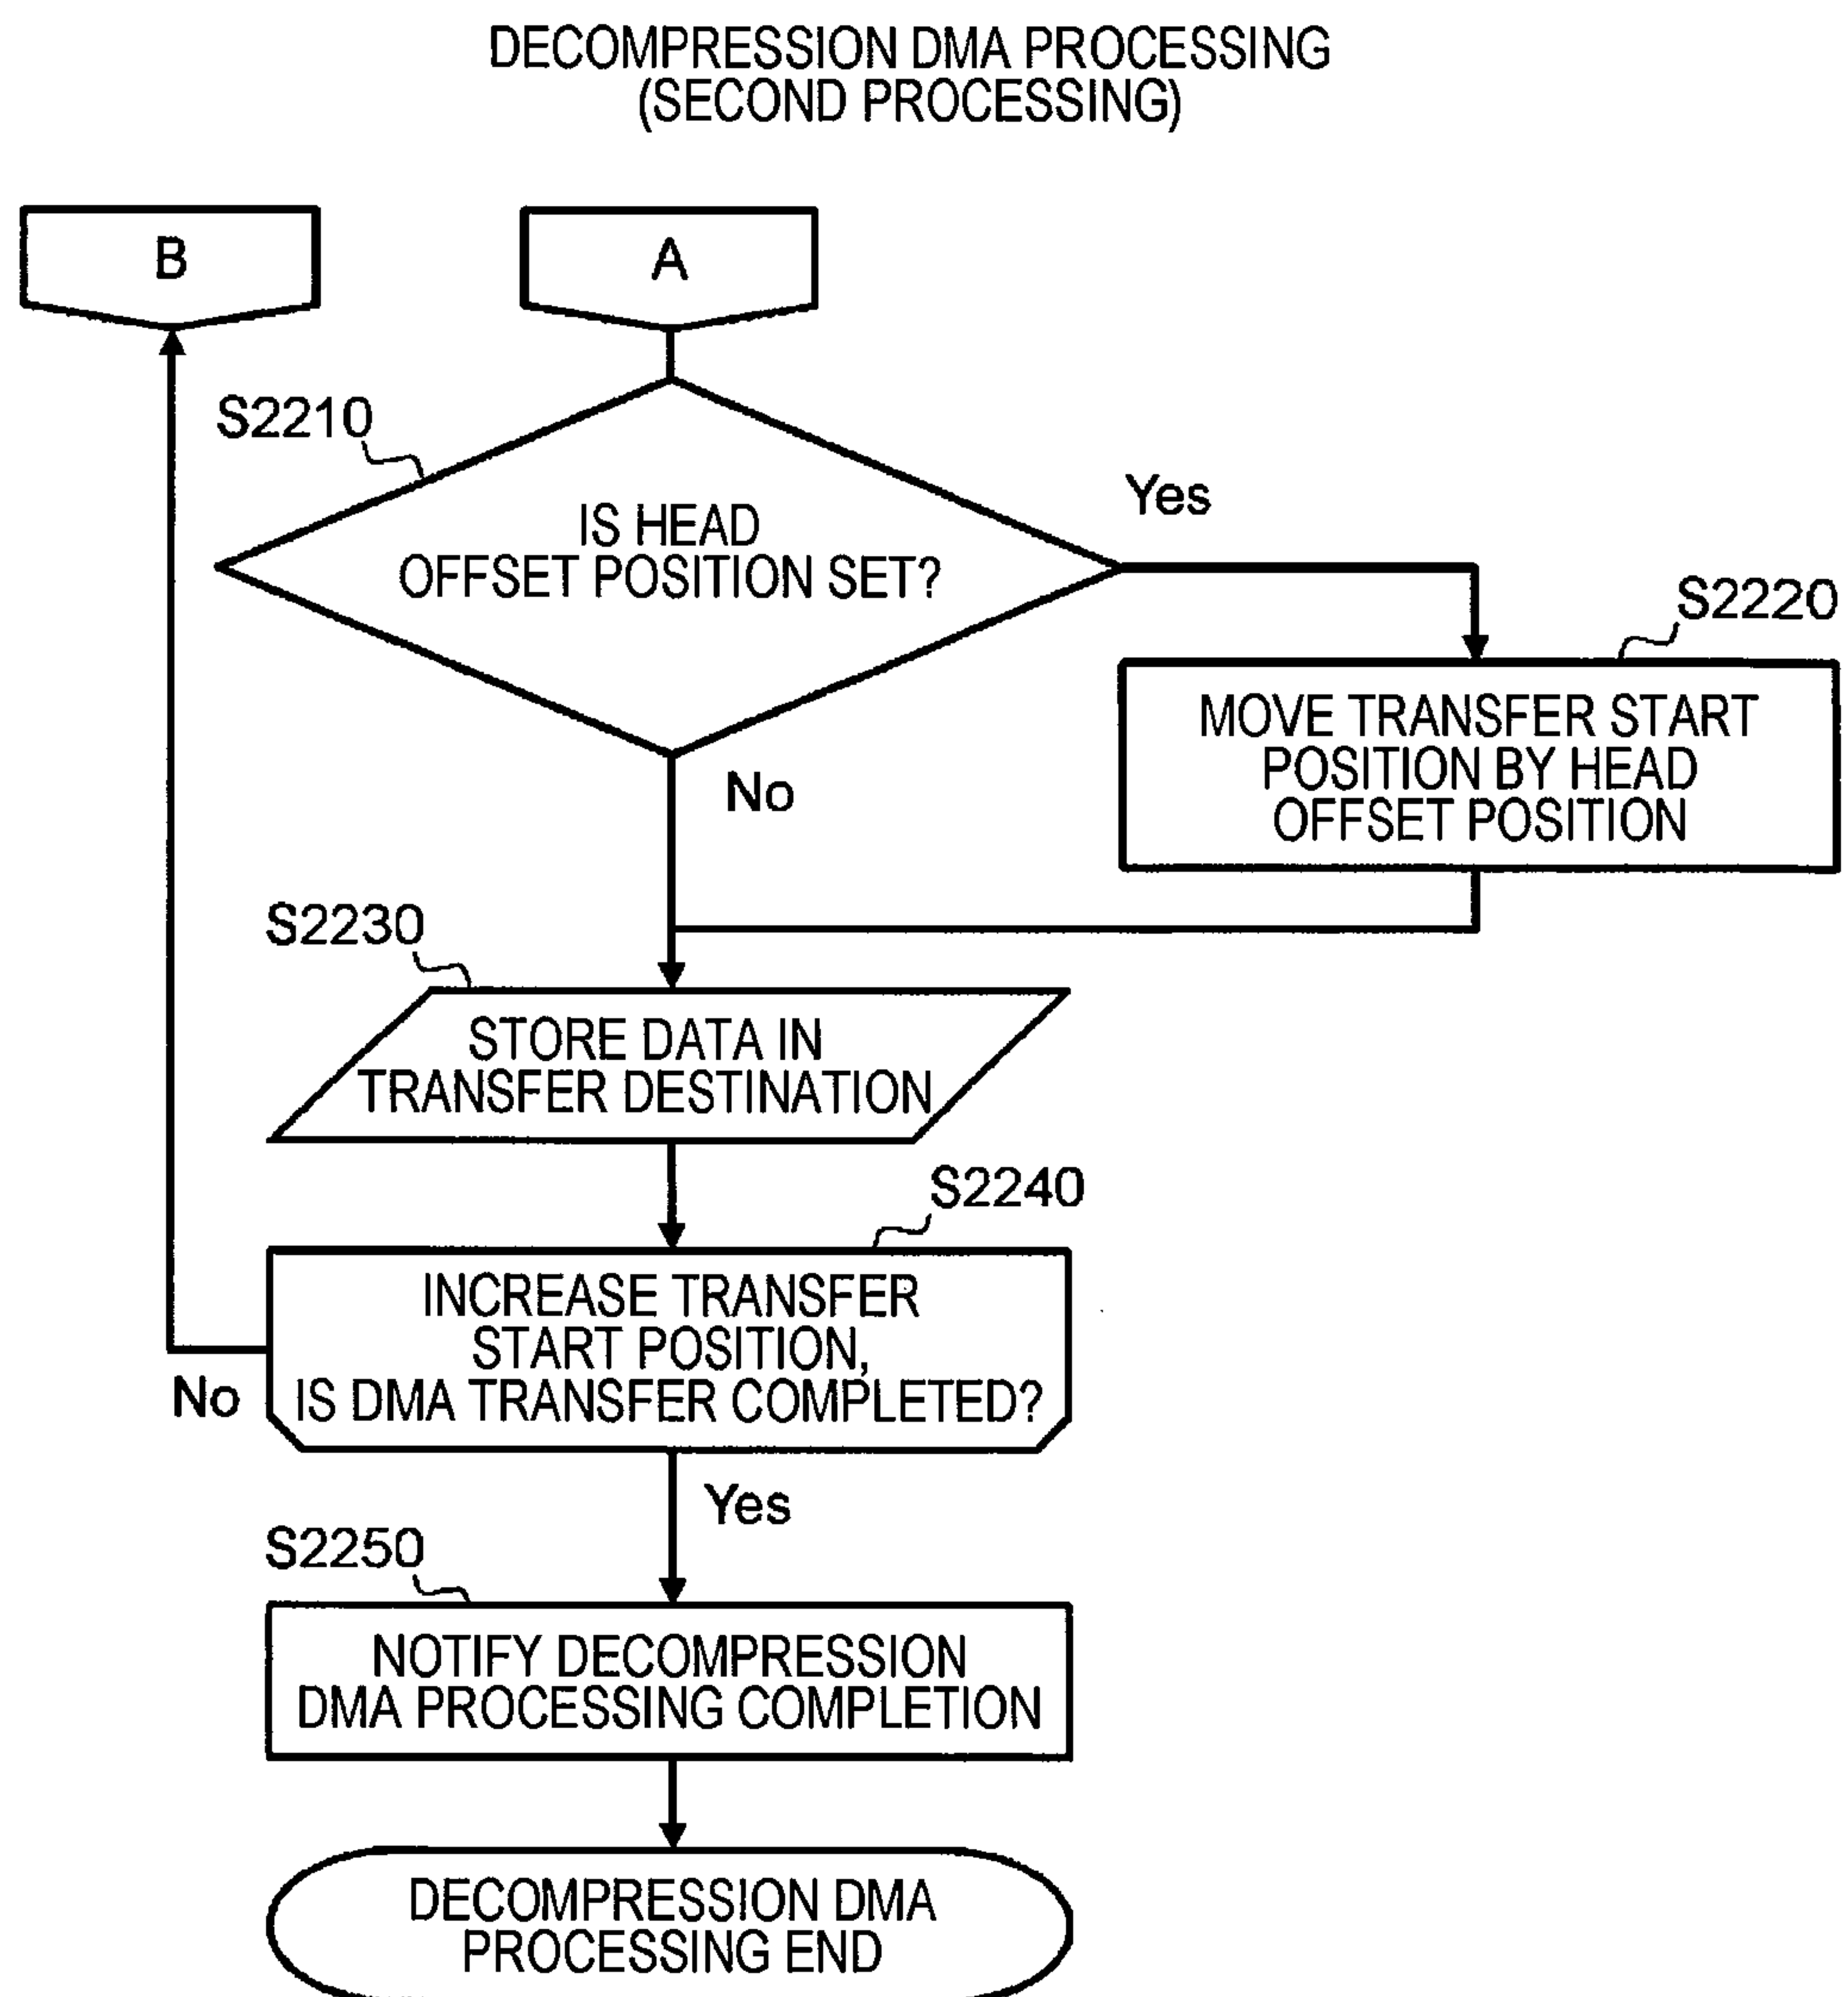 DECOMPRESSION DMA PROCESSING
(SECOND PROCESSING)
B
A
S2210
IS HEAD
OFFSET POSITION SET?
Yes
S2220
MOVE TRANSFER START
POSITION BY HEAD
OFFSET POSITION
No
S2230
STORE DATA IN
TRANSFER DESTINATION
S2240
INCREASE TRANSFER
START POSITION,
IS DMA TRANSFER COMPLETED?
No
Yes
S2250
NOTIFY DECOMPRESSION
DMA PROCESSING COMPLETION
DECOMPRESSION DMA
PROCESSING END